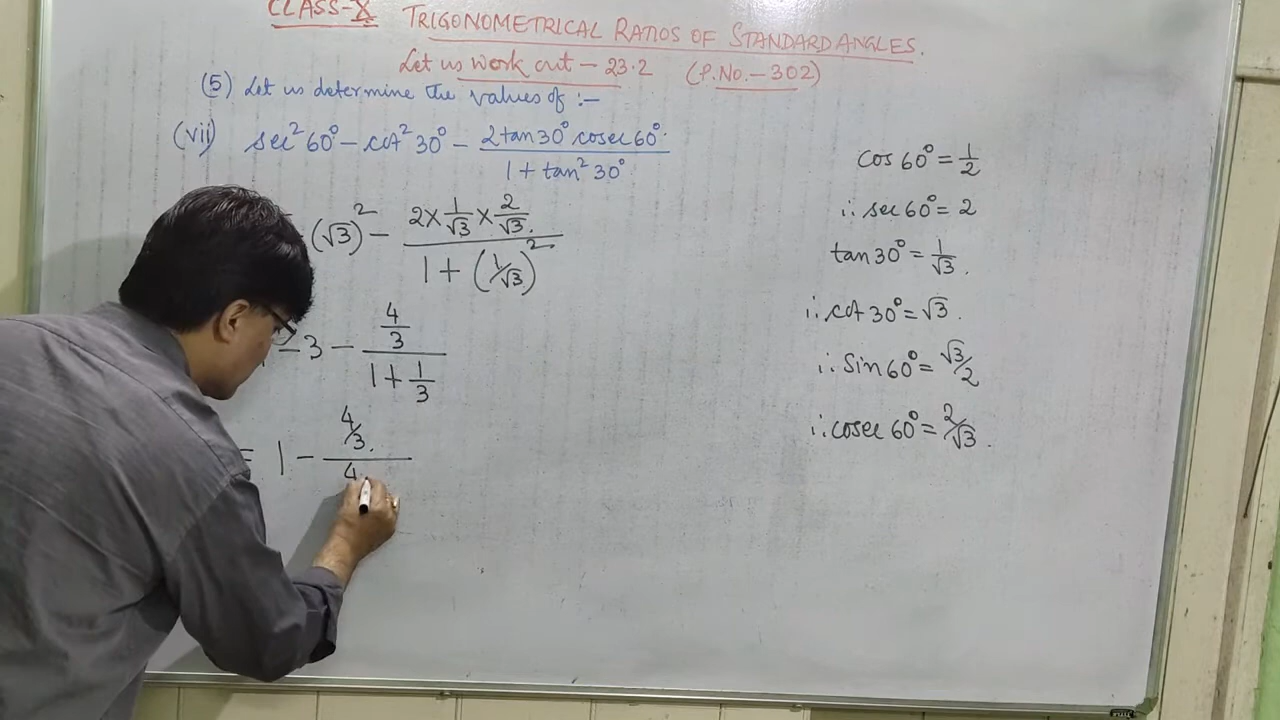 CLASS-X TRIGONOMETRICAL RATIOS OF STANDARD ANGLES.
Let us work out - 23.2 (P.No. - 302)
(5) Let us determine the values of :-
(vii) sec² 60° - cot² 30° - 2 tan 30° cosec 60° / 1 + tan² 30°
(√3)² - 2 × 1/√3 × 2/√3 / 1 + (1/√3)²
- 3 - 4/3 / 1 + 1/3
= 1 - 4/3 / 4
cos 60° = 1/2
∴ sec 60° = 2
tan 30° = 1/√3.
∴ cot 30° = √3.
∴ Sin 60° = √3/2
∴ cosec 60° = 2/√3.